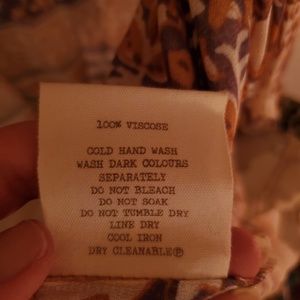 100% VISCOSE
COLD HAND WASH
WASH DARK COLOURS
SEPARATELY
DO NOT BLEACH
DO NOT SOAK
DO NOT TUMBLE DRY
LINE DRY
COOL IRON
DRY CLEANABLEⓅ